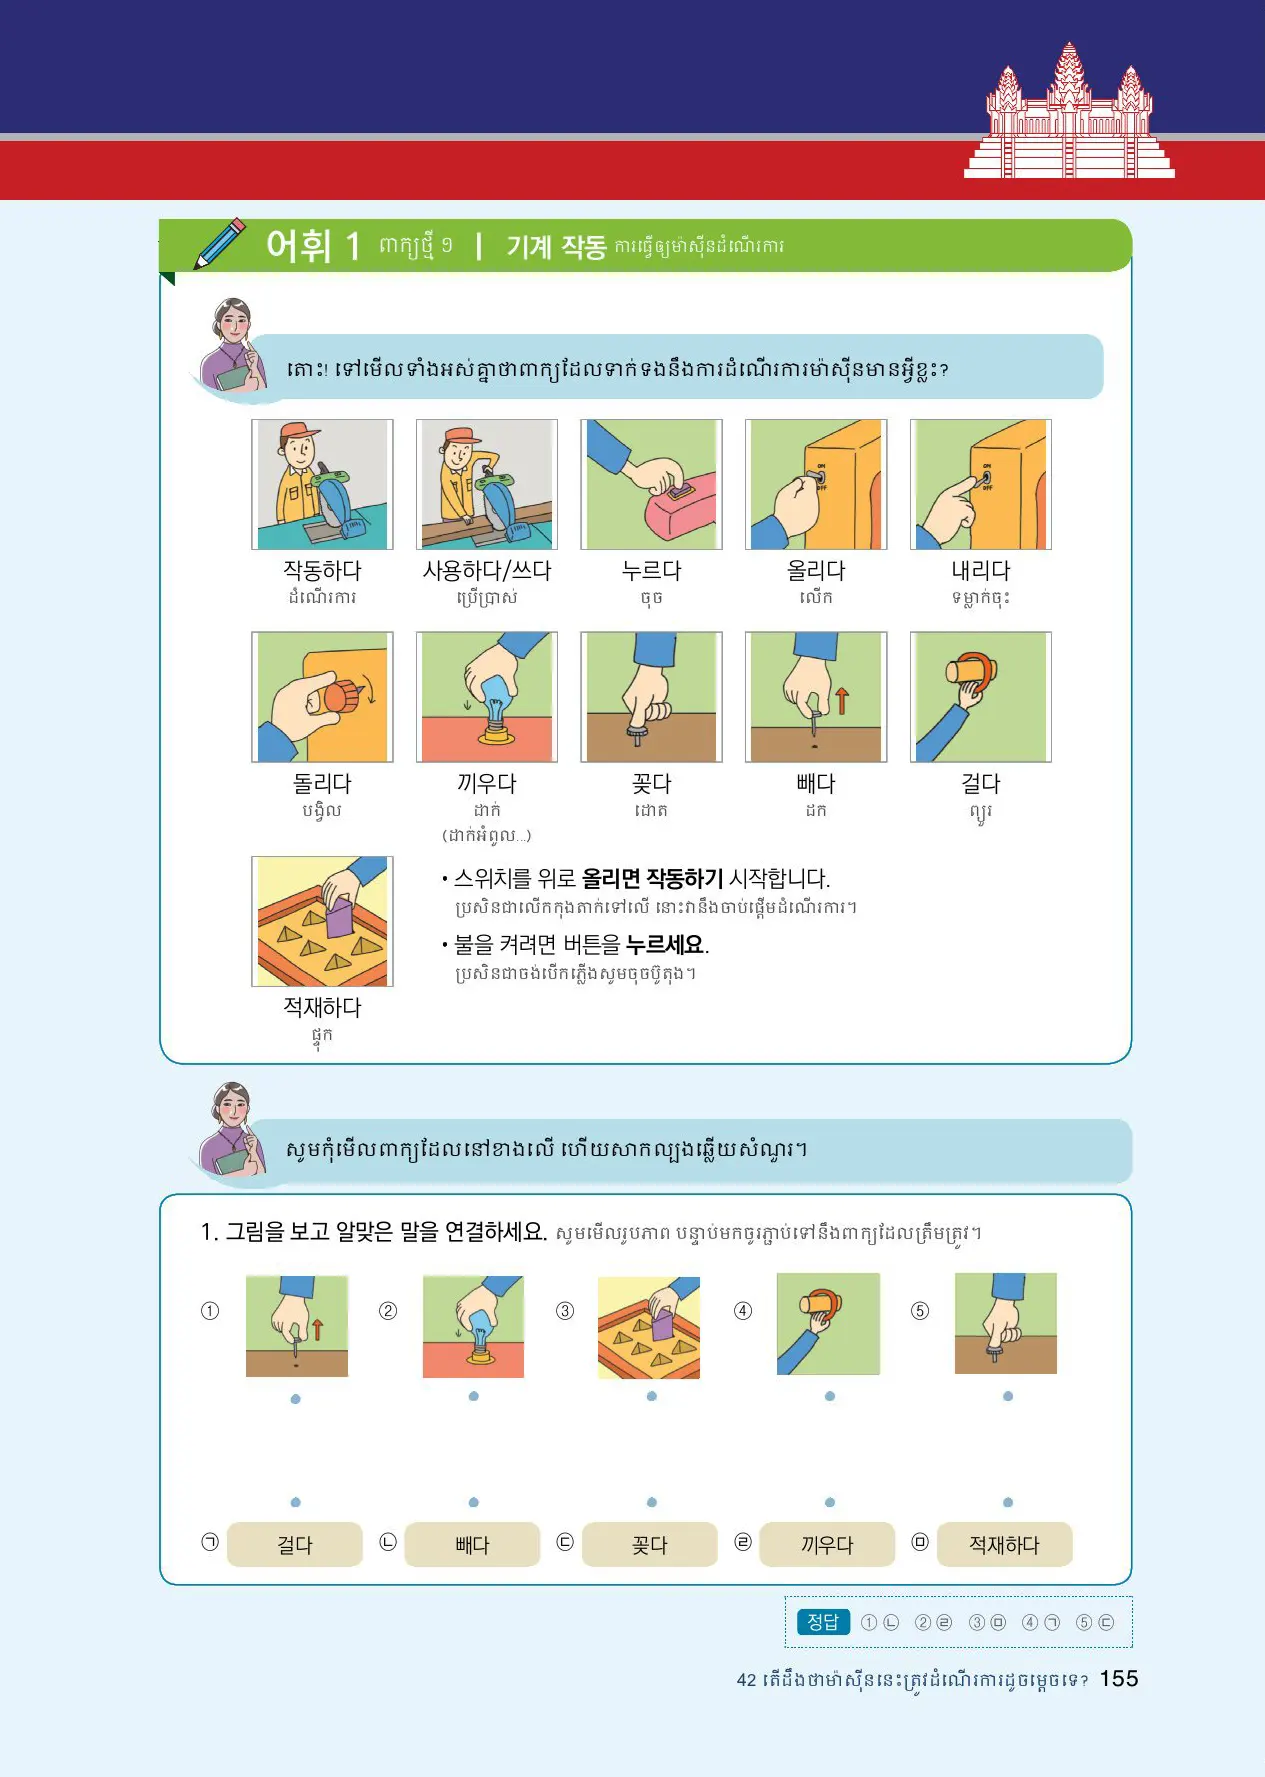 어휘 1 ពាក្យថ្មី ១ | 기계 작동 ការធ្វើឲ្យម៉ាស៊ីនដំណើរការ
តោះ! ទៅមើលទាំងអស់គ្នាថាពាក្យដែលទាក់ទងនឹងការដំណើរការម៉ាស៊ីនមានអ្វីខ្លះ?
ON ON
OFF OFF
작동하다 사용하다/쓰다 누르다 올리다 내리다
ដំណើរការ ប្រើប្រាស់ ចុច លើក ទម្លាក់ចុះ
돌리다 끼우다 꽂다 빼다 걸다
បង្វិល ដាក់ ដោត ដក ព្យួរ
(ដាក់អំពូល...)
• 스위치를 위로 올리면 작동하기 시작합니다.
ប្រសិនជាលើកកុងតាក់ទៅលើ នោះវានឹងចាប់ផ្ដើមដំណើរការ។
• 불을 켜려면 버튼을 누르세요.
ប្រសិនជាចង់បើកភ្លើងសូមចុចប៊ូតុង។
적재하다
ផ្ទុក
សូមកុំមើលពាក្យដែលនៅខាងលើ ហើយសាកល្បងឆ្លើយសំណួរ។
1. 그림을 보고 알맞은 말을 연결하세요. សូមមើលរូបភាព បន្ទាប់មកចូរភ្ជាប់ទៅនឹងពាក្យដែលត្រឹមត្រូវ។
① ② ③ ④ ⑤
㉠ 걸다 ㉡ 빼다 ㉢ 꽂다 ㉣ 끼우다 ㉤ 적재하다
정답 ① ㉡ ② ㉣ ③ ㉤ ④ ㉠ ⑤ ㉢
42 តើដឹងថាម៉ាស៊ីននេះត្រូវដំណើរការដូចម្ដេចទេ? 155